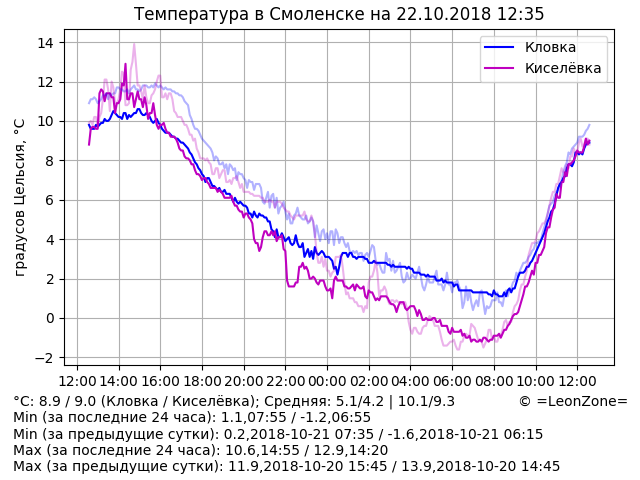 Температура в Смоленске на 22.10.2018 12:35
Кловка
Киселёвка
градусов Цельсия, °C
14
12
10
8
6
4
2
0
−2
12:00 14:00 16:00 18:00 20:00 22:00 00:00 02:00 04:00 06:00 08:00 10:00 12:00
°C: 8.9 / 9.0 (Кловка / Киселёвка); Средняя: 5.1/4.2 | 10.1/9.3 © =LeonZone=
Min (за последние 24 часа): 1.1,07:55 / -1.2,06:55
Min (за предыдущие сутки): 0.2,2018-10-21 07:35 / -1.6,2018-10-21 06:15
Max (за последние 24 часа): 10.6,14:55 / 12.9,14:20
Max (за предыдущие сутки): 11.9,2018-10-20 15:45 / 13.9,2018-10-20 14:45